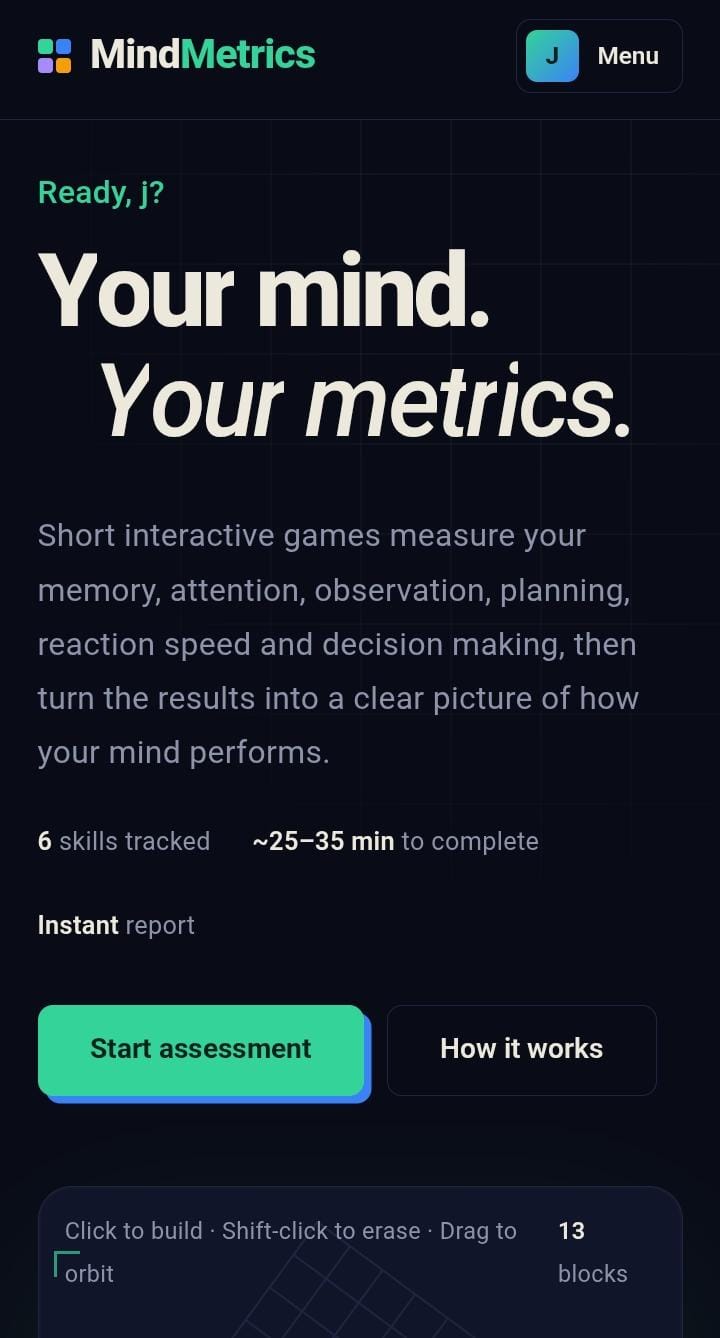 MindMetrics
J Menu
Ready, j?
Your mind.
Your metrics.
Short interactive games measure your
memory, attention, observation, planning,
reaction speed and decision making, then
turn the results into a clear picture of how
your mind performs.
6 skills tracked ~25–35 min to complete
Instant report
Start assessment How it works
Click to build · Shift-click to erase · Drag to
orbit
13
blocks